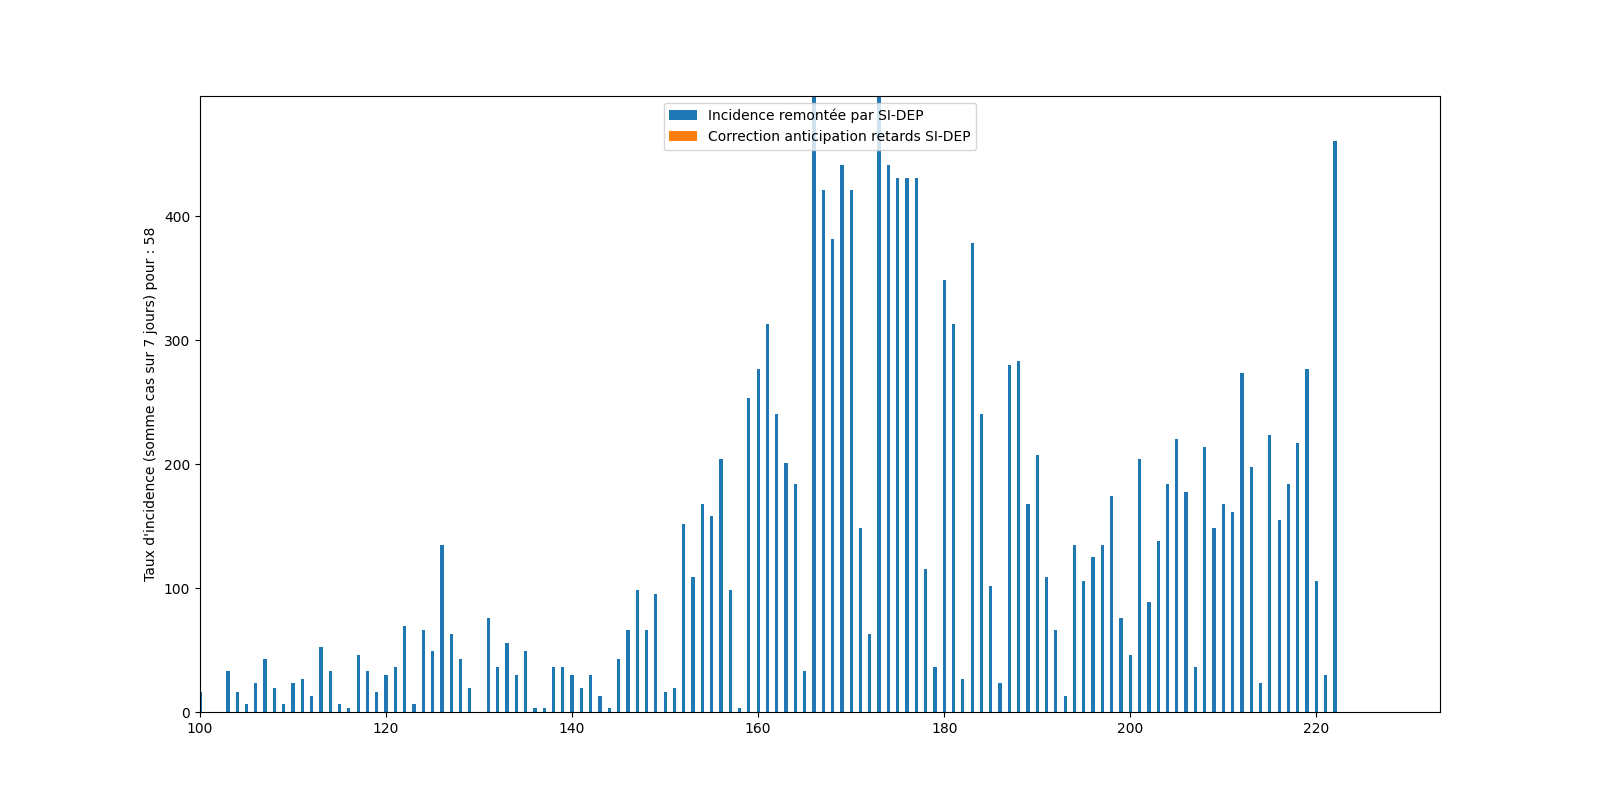 Incidence remontée par SI-DEP
Correction anticipation retards SI-DEP
Taux d'incidence (somme cas sur 7 jours) pour : 58
400
300
200
100
0
100 120 140 160 180 200 220